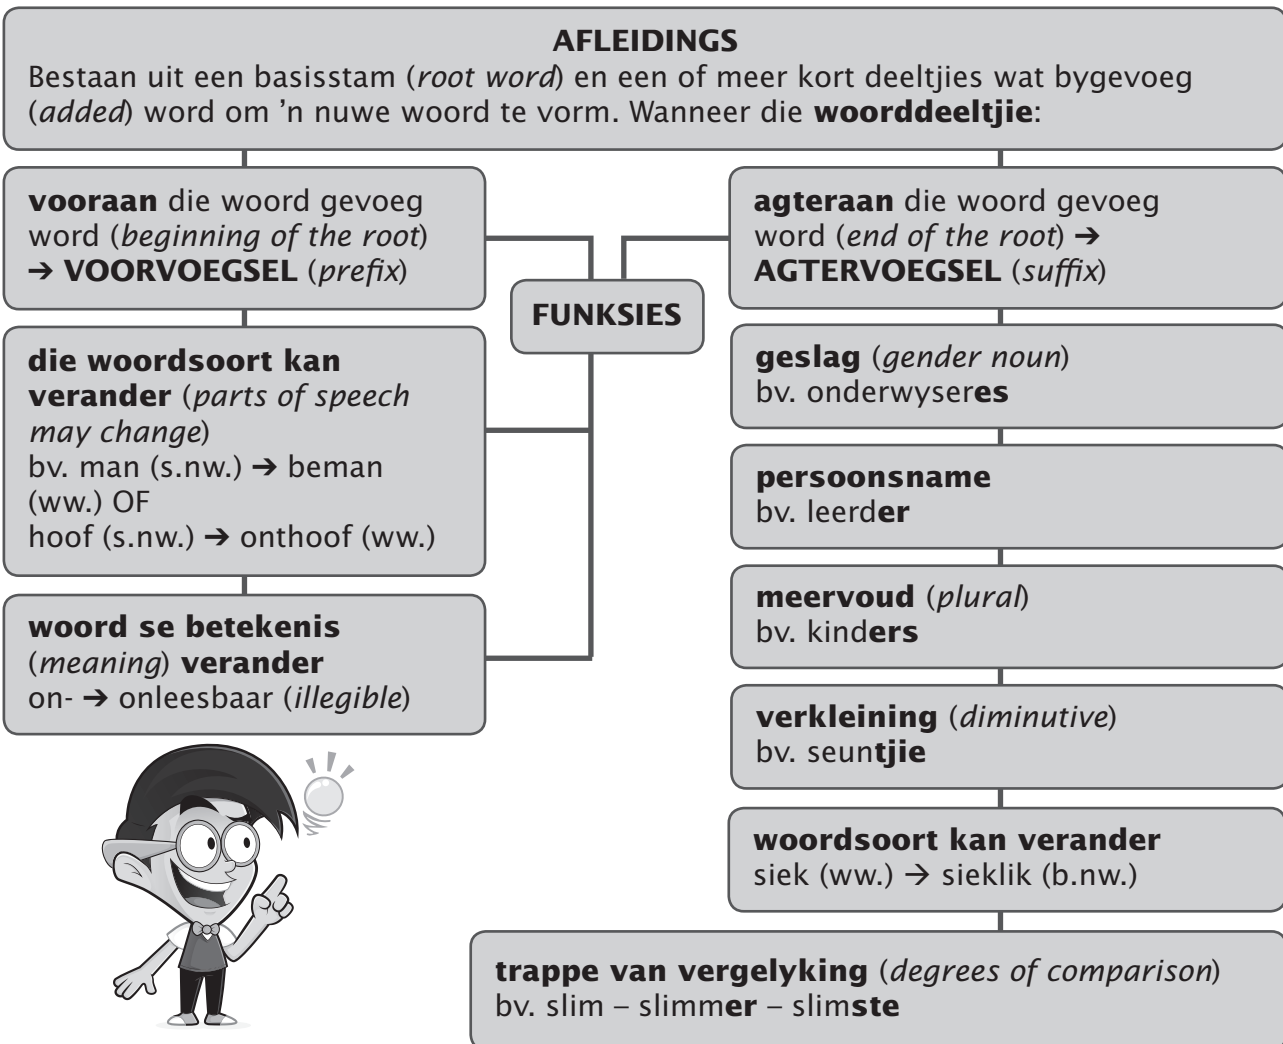 AFLEIDINGS
Bestaan uit een basisstam (root word) en een of meer kort deeltjies wat bygevoeg
(added) word om ’n nuwe woord te vorm. Wanneer die woorddeeltjie:
vooraan die woord gevoeg
word (beginning of the root)
➔ VOORVOEGSEL (prefix)
die woordsoort kan
verander (parts of speech
may change)
bv. man (s.nw.) ➔ beman
(ww.) OF
hoof (s.nw.) ➔ onthoof (ww.)
woord se betekenis
(meaning) verander
on- ➔ onleesbaar (illegible)
FUNKSIES
agteraan die woord gevoeg
word (end of the root) ➔
AGTERVOEGSEL (suffix)
geslag (gender noun)
bv. onderwyseres
persoonsname
bv. leerder
meervoud (plural)
bv. kinders
verkleining (diminutive)
bv. seuntjie
woordsoort kan verander
siek (ww.) → sieklik (b.nw.)
trappe van vergelyking (degrees of comparison)
bv. slim – slimmer – slimste